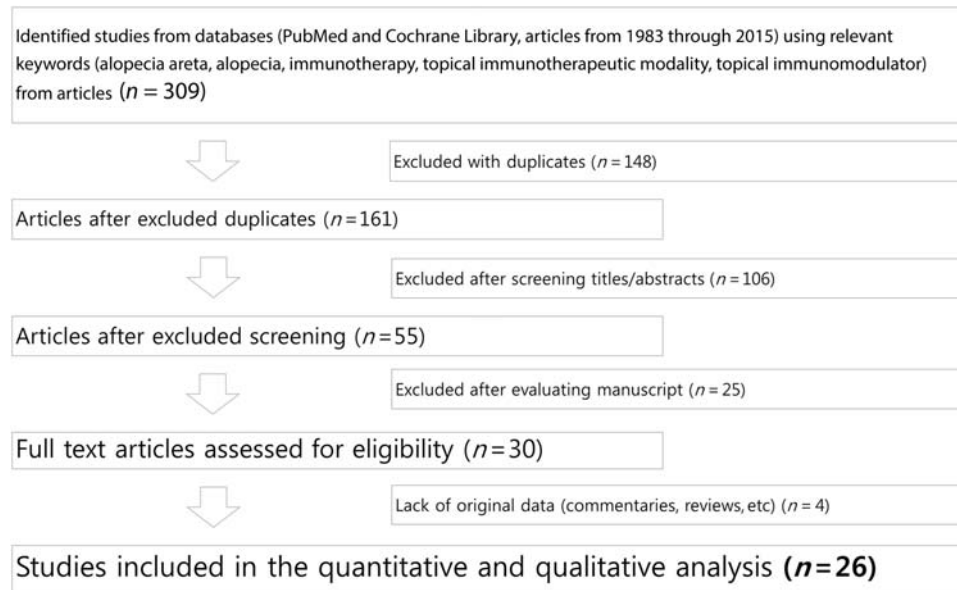 Identified studies from databases (PubMed and Cochrane Library, articles from 1983 through 2015) using relevant
keywords (alopecia areta, alopecia, immunotherapy, topical immunotherapeutic modality, topical immunomodulator)
from articles (n = 309)
Excluded with duplicates (n = 148)
Articles after excluded duplicates (n=161)
Excluded after screening titles/abstracts (n = 106)
Articles after excluded screening (n=55)
Excluded after evaluating manuscript (n = 25)
Full text articles assessed for eligibility (n=30)
Lack of original data (commentaries, reviews, etc) (n = 4)
Studies included in the quantitative and qualitative analysis (n=26)